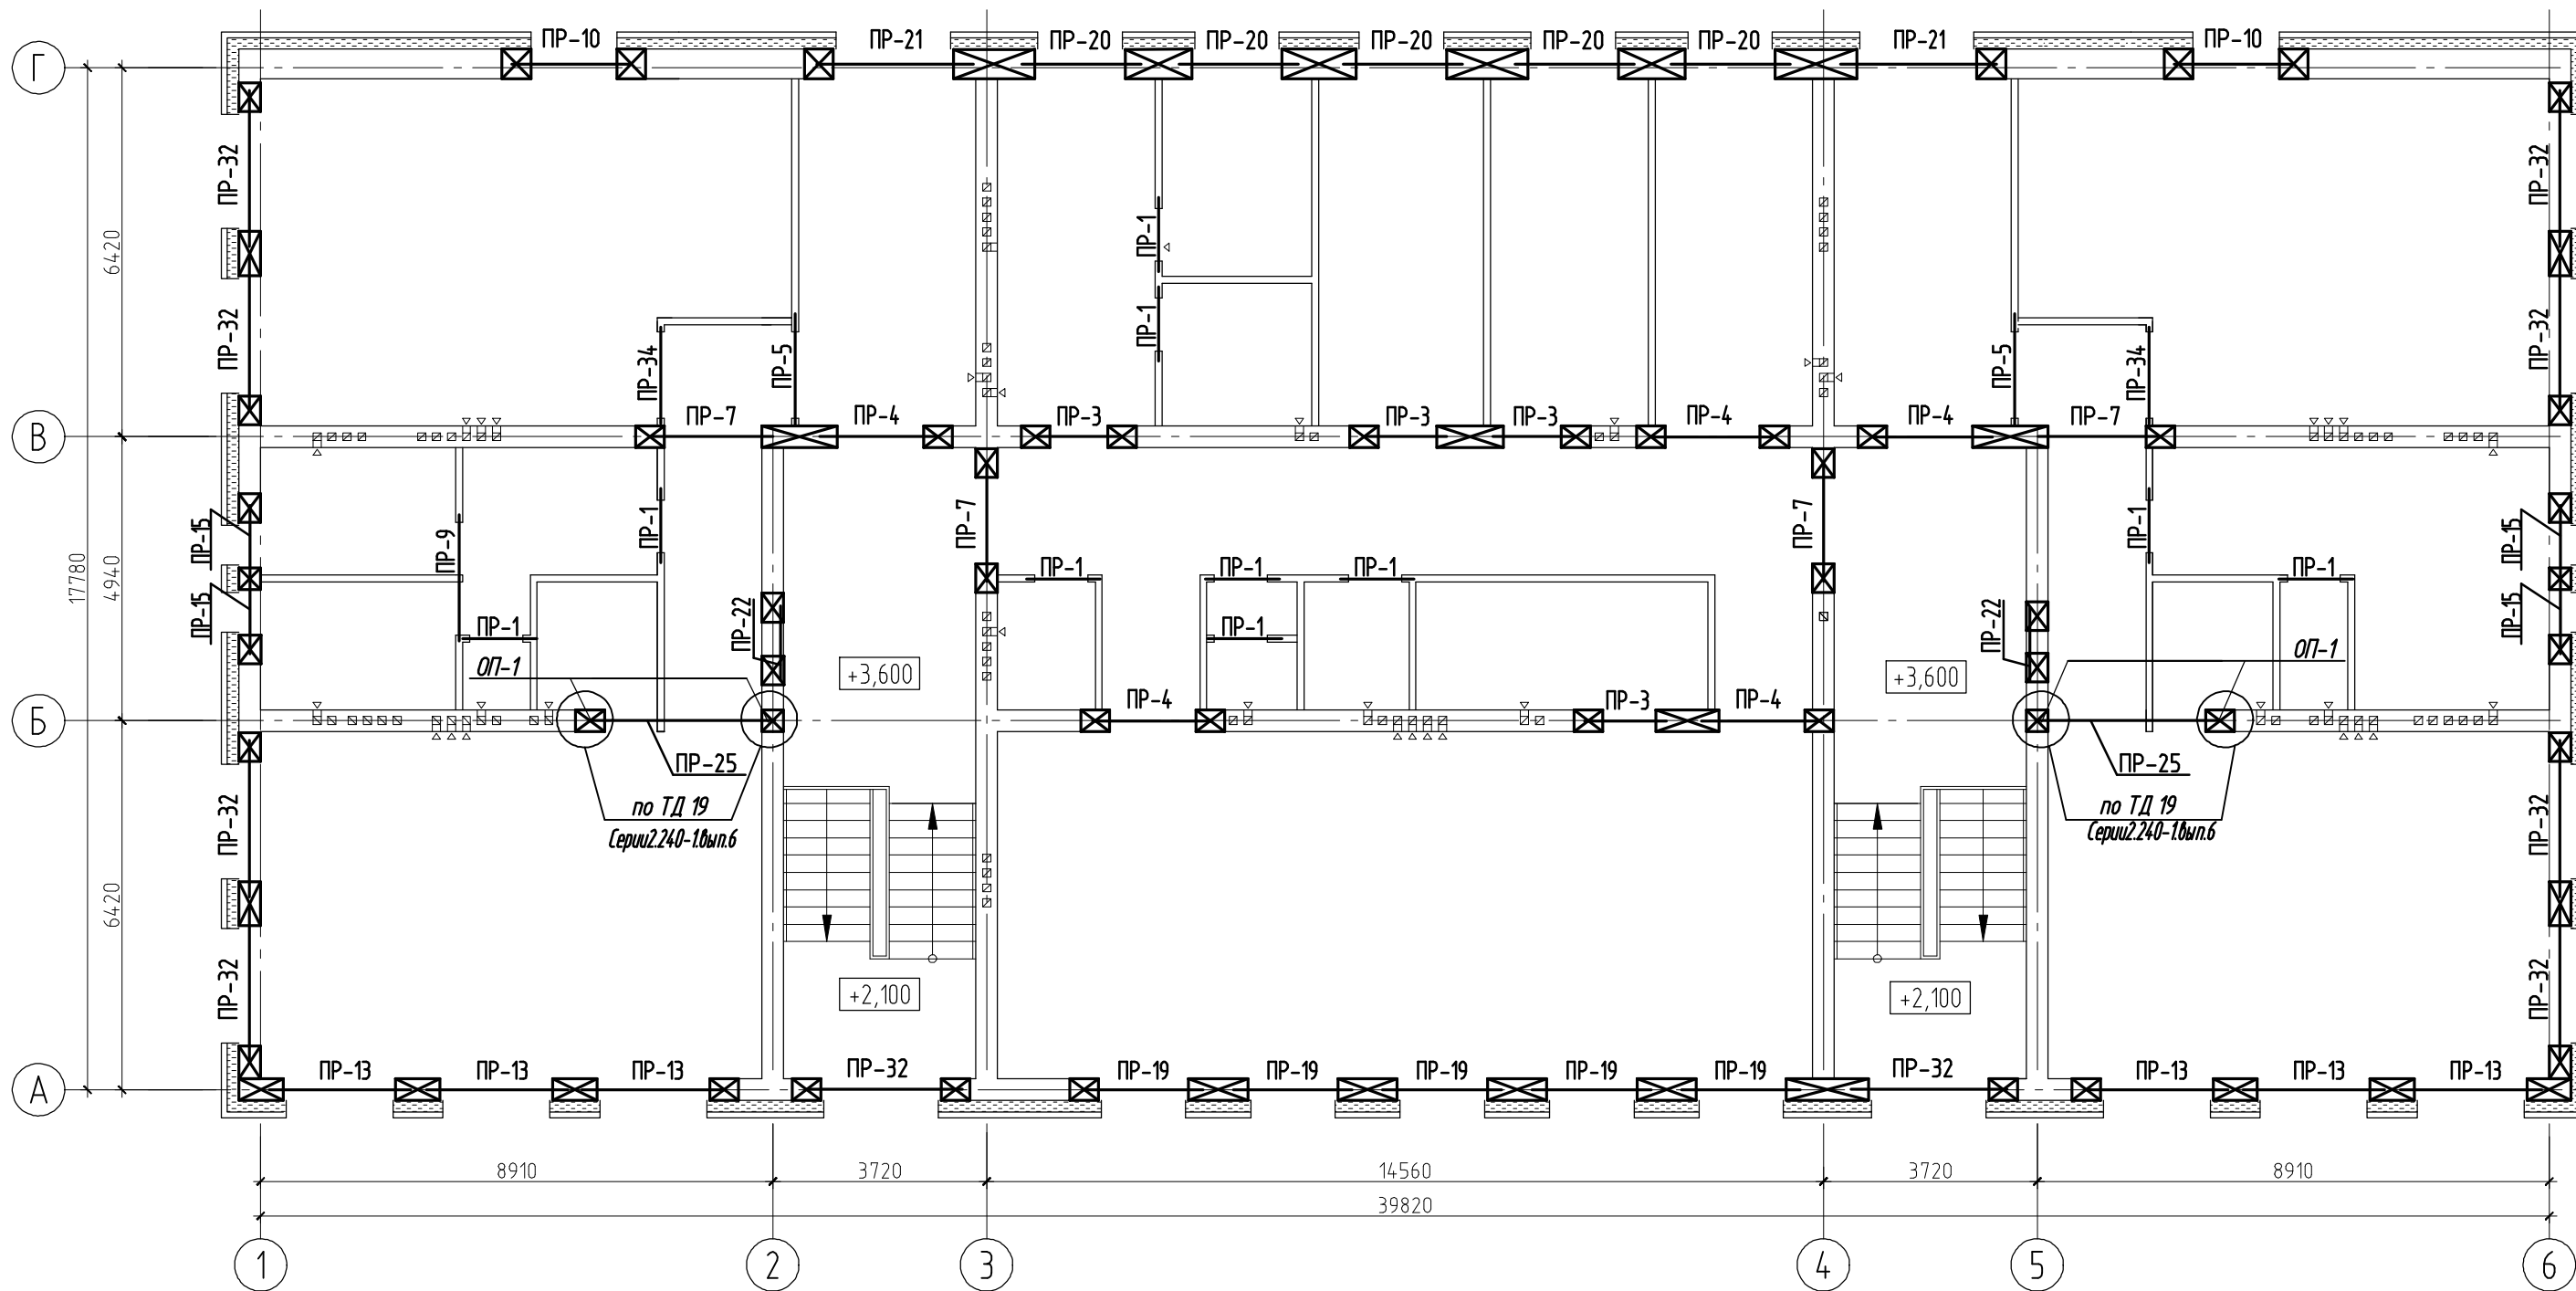 ПР-10
ПР-21
ПР-20
ПР-20
ПР-20
ПР-20
ПР-20
ПР-21
ПР-10
Г
ПР-32
ПР-32
ПР-1
6420
ПР-1
ПР-32
ПР-32
ПР-34
ПР-5
ПР-5
ПР-34
В
ПР-7
ПР-4
ПР-3
ПР-3
ПР-3
ПР-4
ПР-4
ПР-7
ПР-15
ПР-9
ПР-1
ПР-7
ПР-7
ПР-1
ПР-15
17780
4940
ПР-1
ПР-1
ПР-1
ПР-1
ПР-15
ПР-1
ПР-22
ПР-1
ПР-22
ПР-15
ОП-1
+3,600
+3,600
ОП-1
Б
ПР-4
ПР-3
ПР-4
ПР-25
ПР-25
ПР-32
по ТД 19
Серии2.240-1.вып.6
по ТД 19
Серии2.240-1.вып.6
ПР-32
6420
ПР-32
+2,100
+2,100
ПР-32
А
ПР-13
ПР-13
ПР-13
ПР-32
ПР-19
ПР-19
ПР-19
ПР-19
ПР-19
ПР-32
ПР-13
ПР-13
ПР-13
8910
3720
14560
3720
8910
39820
1
2
3
4
5
6